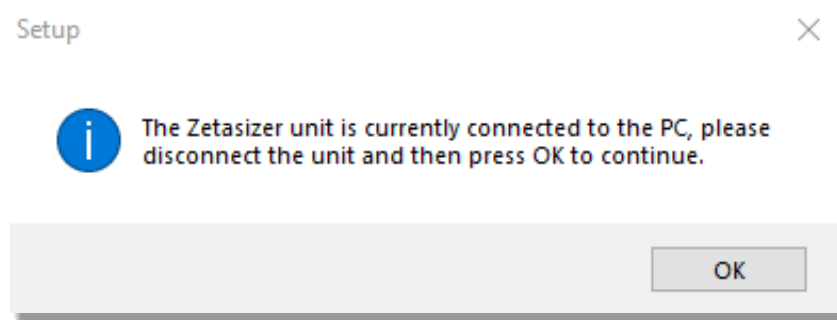 Setup
The Zetasizer unit is currently connected to the PC, please
disconnect the unit and then press OK to continue.
OK